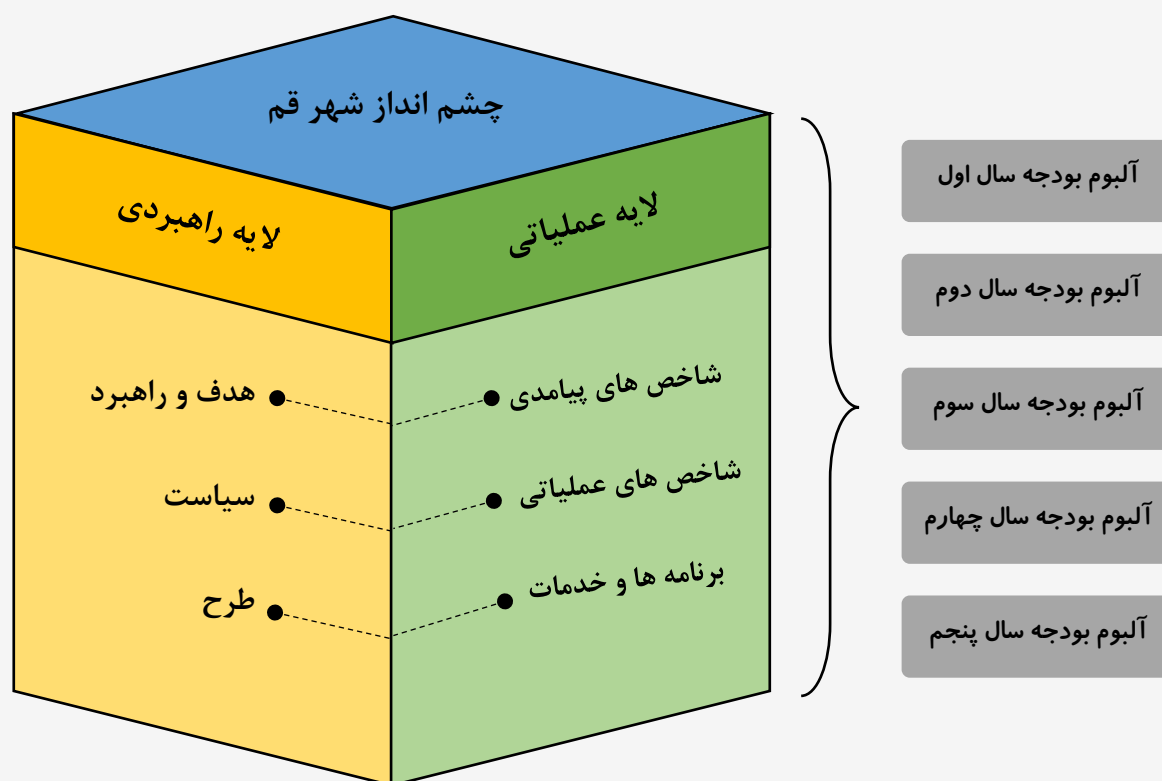 چشم انداز شهر قم
لایه عملیاتی
لایه راهبردی
شاخص های پیامدی
هدف و راهبرد
شاخص های عملیاتی
سیاست
برنامه ها و خدمات
طرح
آلبوم بودجه سال اول
آلبوم بودجه سال دوم
آلبوم بودجه سال سوم
آلبوم بودجه سال چهارم
آلبوم بودجه سال پنجم